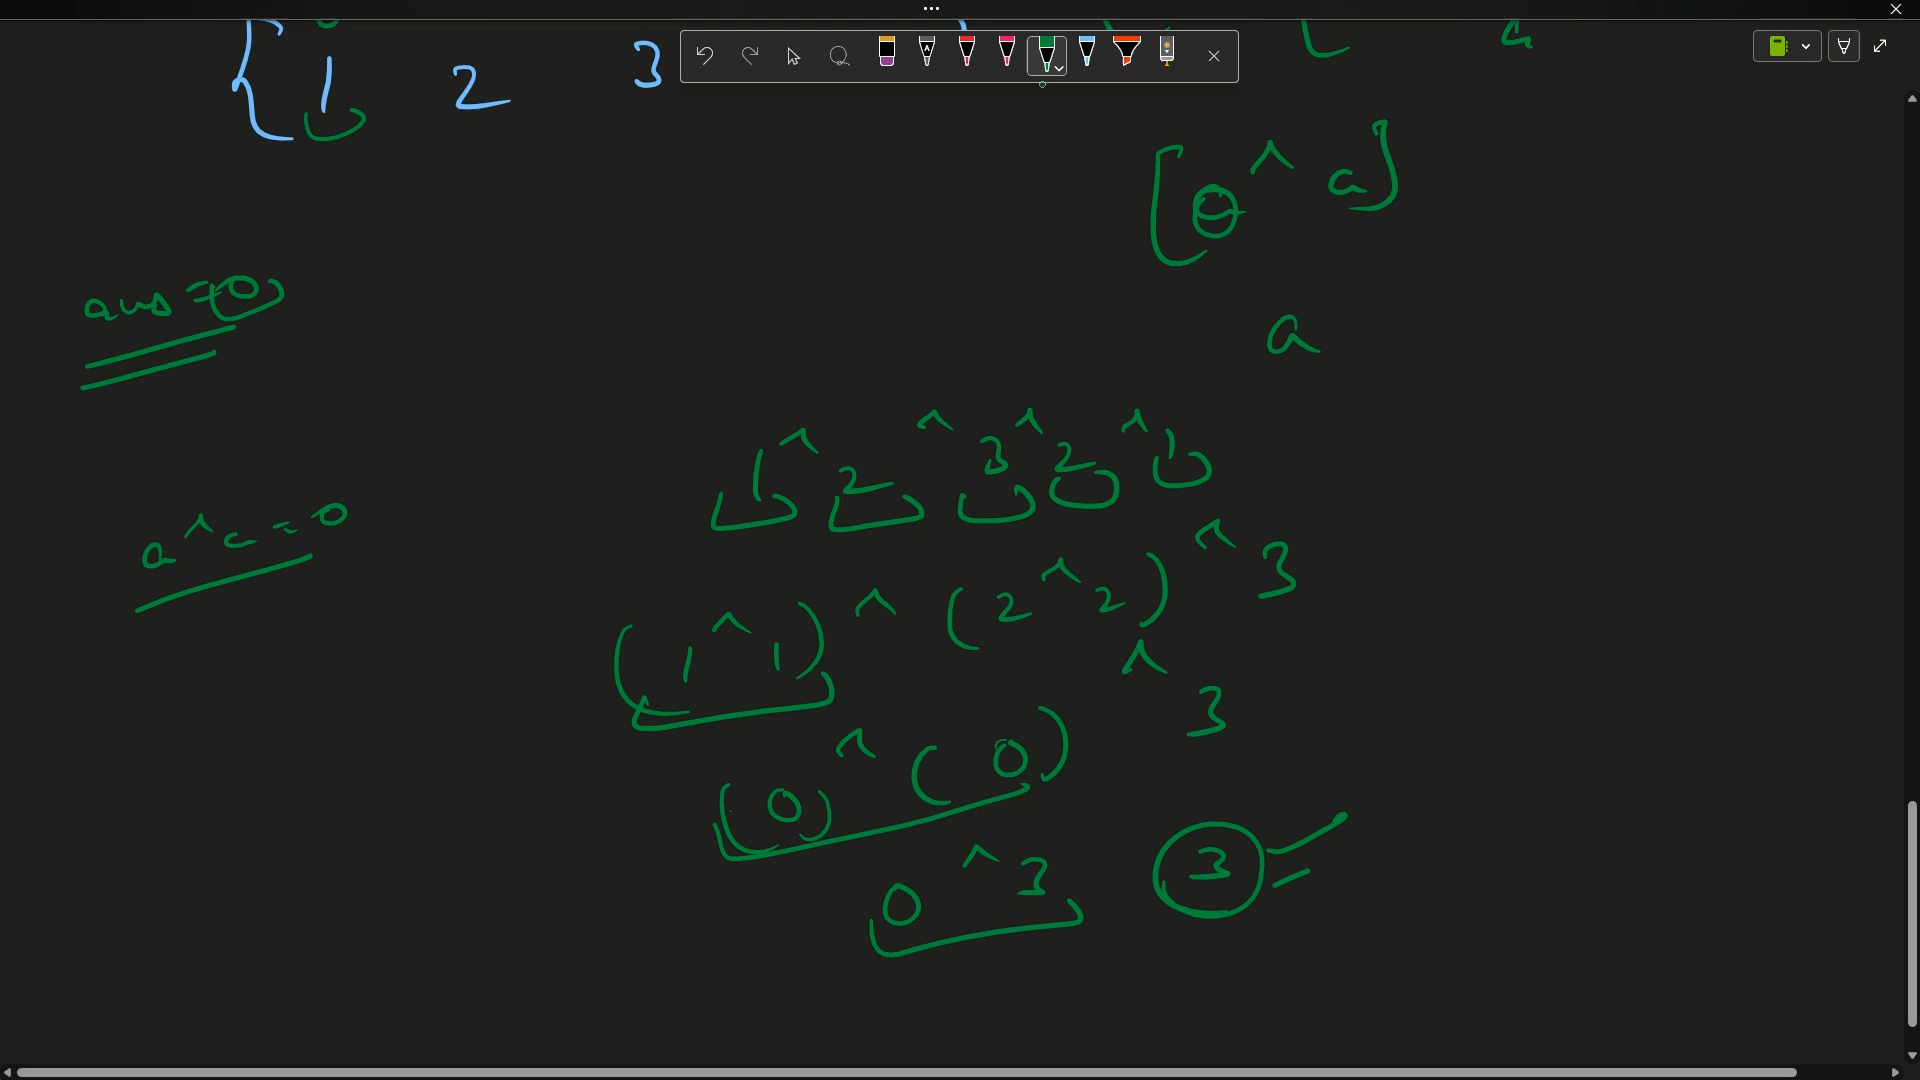 1 2 3
[0 ^ a]
ans = 0
a
1 ^ 2 ^ 3 ^ 2 ^ 1
a ^ a = 0
(1 ^ 1) ^ (2 ^ 2) ^ 3
(0) ^ (0) ^ 3
0 ^ 3 3